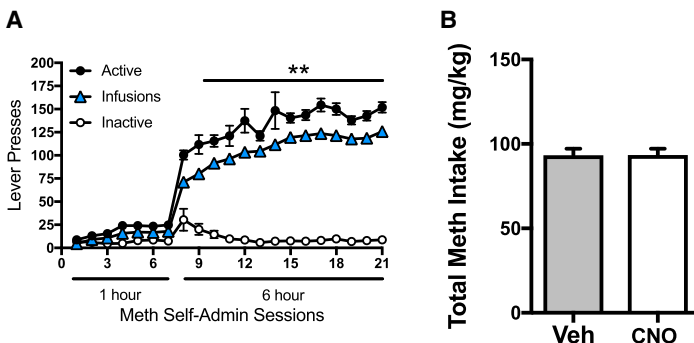 A
Lever Presses
200
175
150
125
100
75
50
25
0
Active
Infusions
Inactive
**
0 3 6 9 12 15 18 21
1 hour 6 hour
Meth Self-Admin Sessions
B
Total Meth Intake (mg/kg)
150
100
50
0
Veh CNO